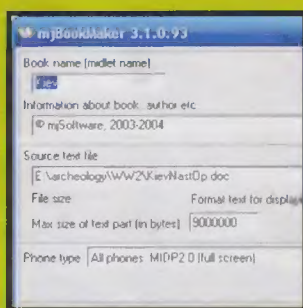 mjBookMaker 3.1.0.93
Book name (midlet name)
Kiev
Information about book: author etc
© mjSoftware, 2003-2004
Source text file
E:\archeology\WW2\KievNastOp.doc
File size Format text for display
Max size of text part (in bytes) 9000000
Phone type All phones MIDP2.0 (full screen)